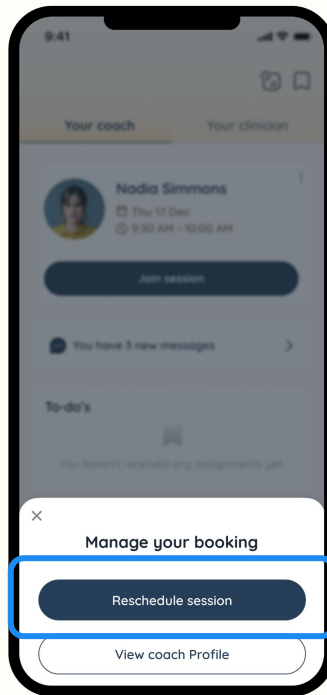 9:41
Your coach
Your clinician
Nadia Simmons
Thu 17 Dec
9:30 AM - 10:00 AM
Join session
You have 3 new messages
To-do's
You haven't received any assignments yet
Manage your booking
Reschedule session
View coach Profile